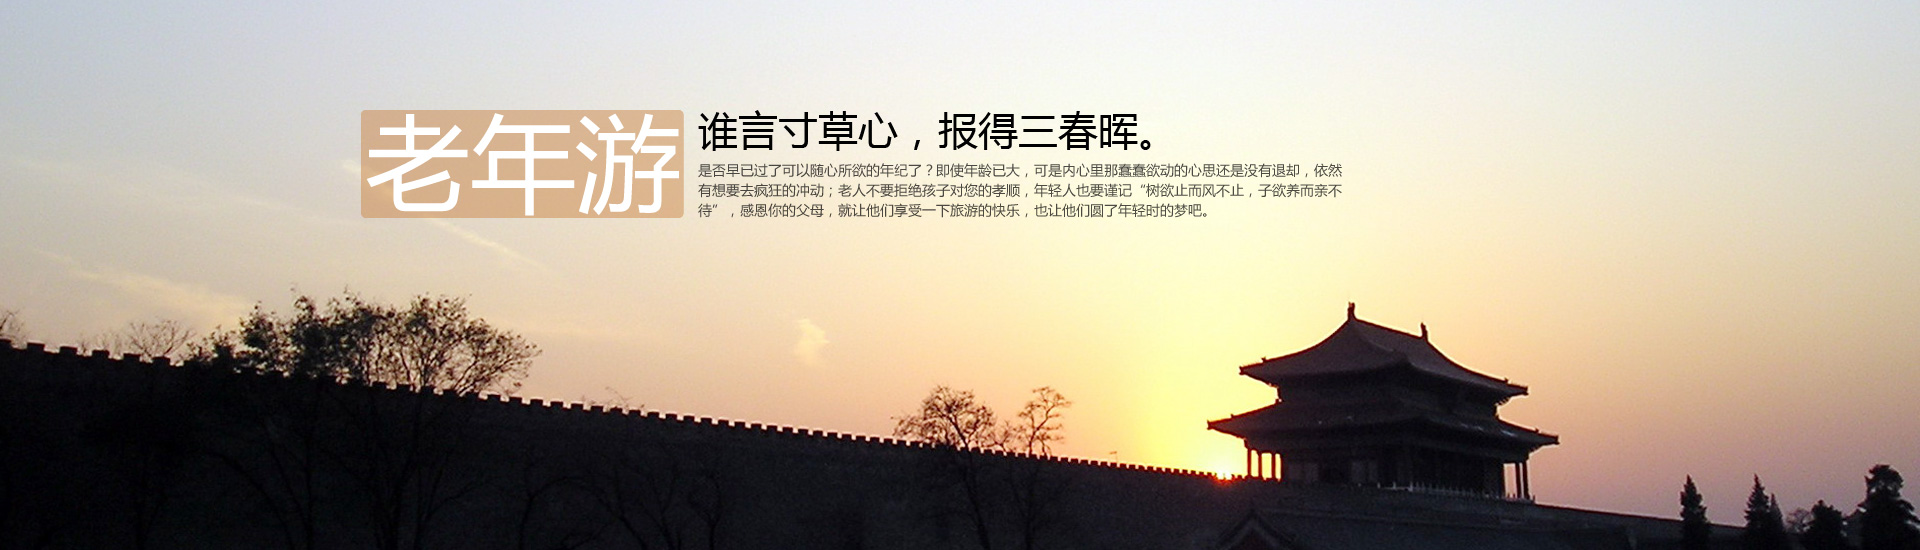 老年游
谁言寸草心，报得三春晖。
是否早已过了可以随心所欲的年纪了？即使年龄已大，可是内心里那蠢蠢欲动的心思还是没有退却，依然
有想要去疯狂的冲动；老人不要拒绝孩子对您的孝顺，年轻人也要谨记“树欲止而风不止，子欲养而亲不
待”，感恩你的父母，就让他们享受一下旅游的快乐，也让他们圆了年轻时的梦吧。